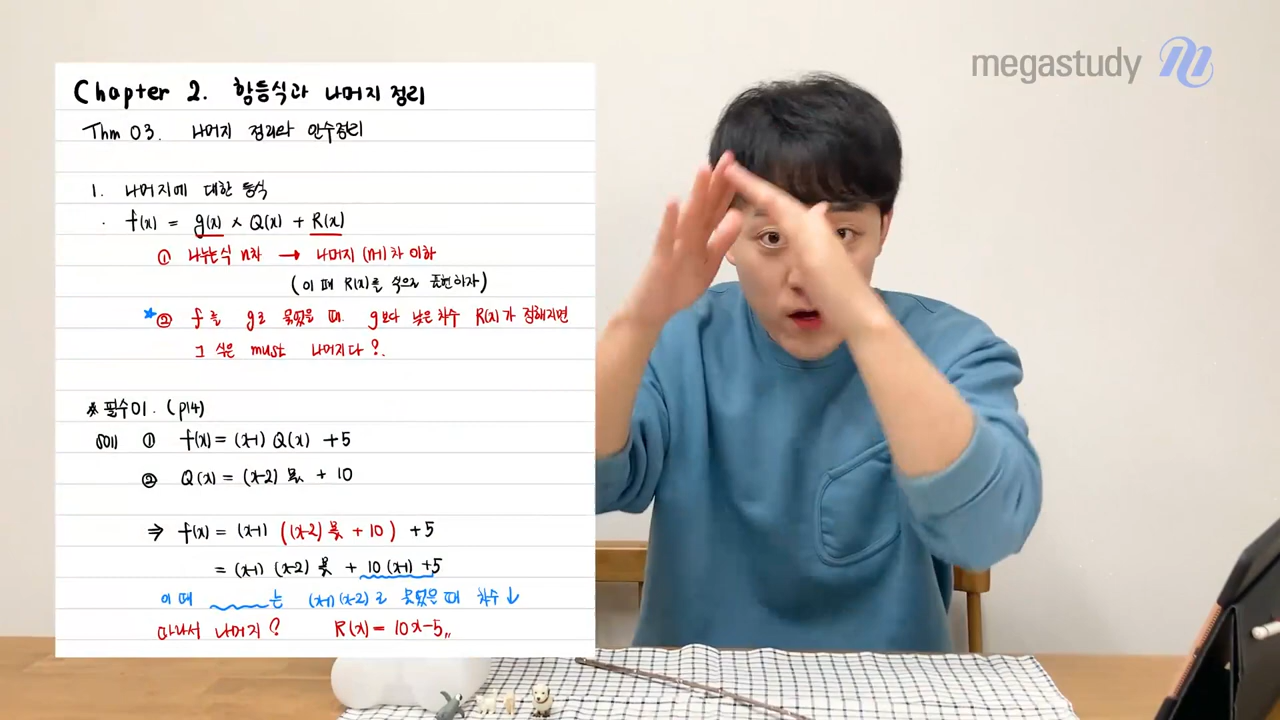 megastudy
Chapter 2. 항등식과 나머지 정리
Thm 03. 나머지 정리와 인수정리
1. 나머지에 대한 등식
f(x) = g(x) × Q(x) + R(x)
① 나누는식 n차 → 나머지 (n-1)차 이하
(이 때 R(x)를 식으로 표현하자)
★② f를 g로 묶었을 때. g보다 낮은차수 R(x)가 정해지면
그 식은 must 나머지다?.
* 필수01. (p14)
sol) ① f(x) = (x-1) Q(x) + 5
② Q(x) = (x-2) 몫 + 10
⇒ f(x) = (x-1) ((x-2) 몫 + 10) + 5
= (x-1) (x-2) 몫 + 10 (x-1) + 5
이 때 는 (x-1)(x-2)로 묶었을 때 차수↓
따라서 나머지? R(x) = 10x-5〃